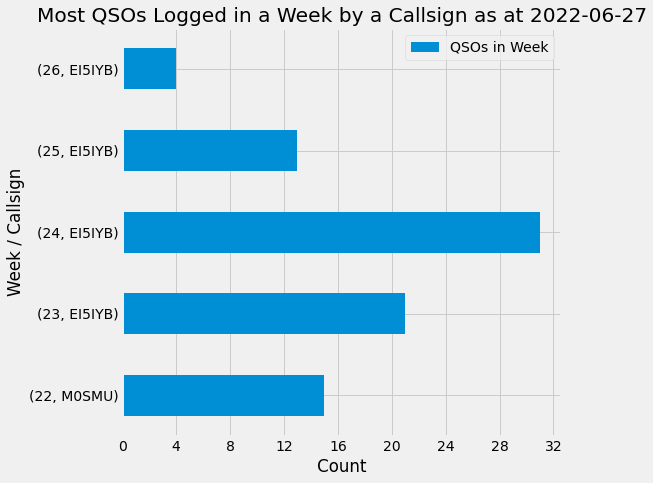 Most QSOs Logged in a Week by a Callsign as at 2022-06-27
QSOs in Week
(26, EI5IYB)
(25, EI5IYB)
(24, EI5IYB)
(23, EI5IYB)
(22, M0SMU)
Week / Callsign
0 4 8 12 16 20 24 28 32
Count